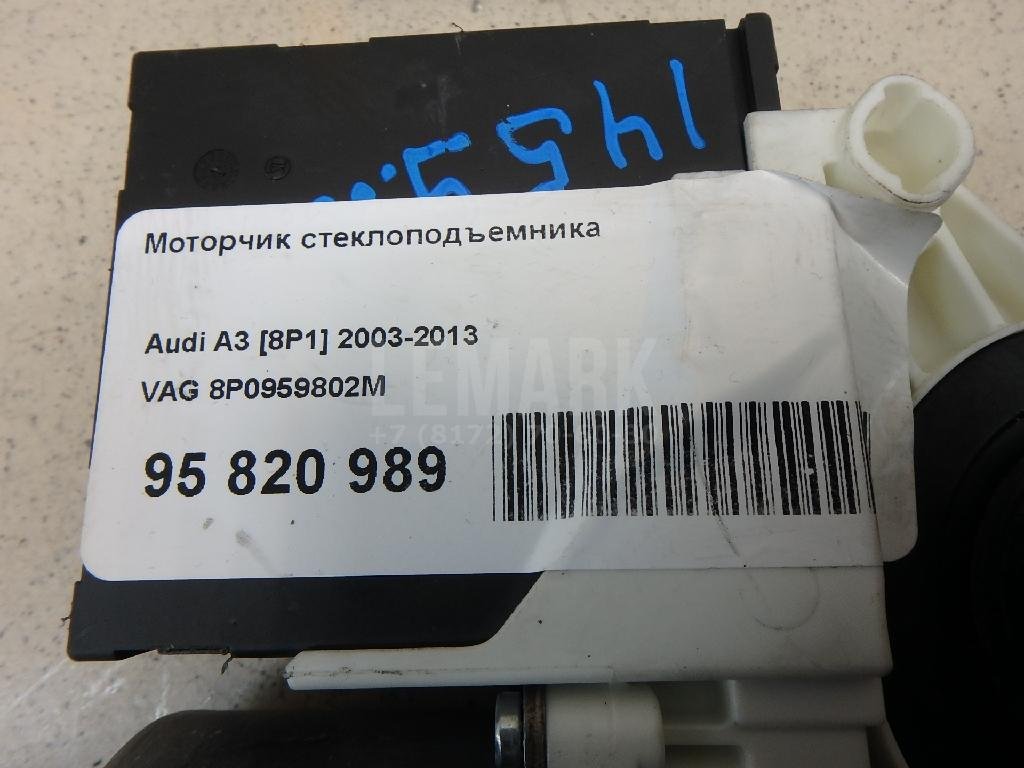 Моторчик стеклоподъемника
Audi A3 [8P1] 2003-2013
VAG 8P0959802M
95 820 989
LEMARK